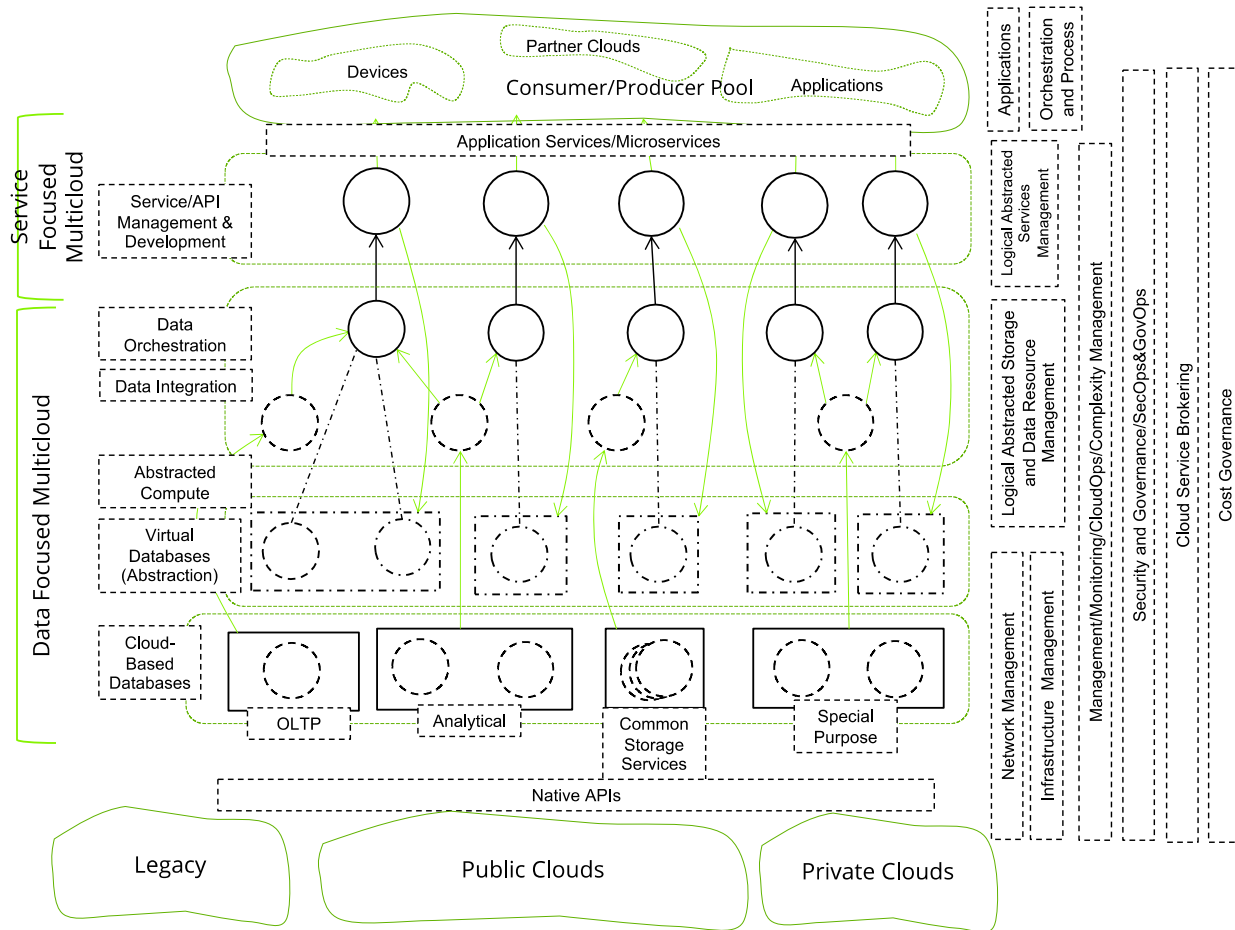 Partner Clouds
Devices
Consumer/Producer Pool
Applications
Application Services/Microservices
Service
Focused
Multicloud
Service/API
Management &
Development
Data Focused Multicloud
Data
Orchestration
Data Integration
Abstracted
Compute
Virtual
Databases
(Abstraction)
Cloud-
Based
Databases
OLTP
Analytical
Common
Storage
Services
Special
Purpose
Native APIs
Legacy
Public Clouds
Private Clouds
Applications
Orchestration
and Process
Logical Abstracted
Services
Management
Logical Abstracted Storage
and Data Resource
Management
Network Management
Infrastructure Management
Management/Monitoring/CloudOps/Complexity Management
Security and Governance/SecOps&GovOps
Cloud Service Brokering
Cost Governance